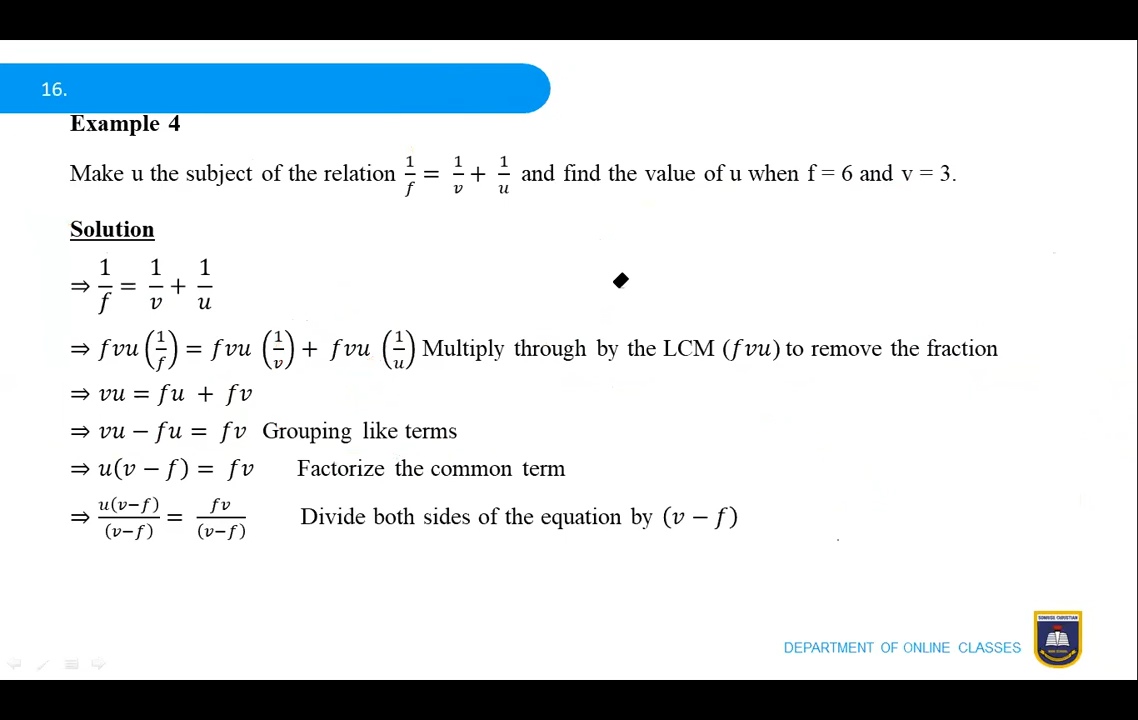 16.
Example 4
Make u the subject of the relation 1/f = 1/v + 1/u and find the value of u when f = 6 and v = 3.
Solution
⇒ 1/f = 1/v + 1/u
⇒ fvu (1/f) = fvu (1/v) + fvu (1/u) Multiply through by the LCM (fvu) to remove the fraction
⇒ vu = fu + fv
⇒ vu − fu = fv Grouping like terms
⇒ u(v − f) = fv Factorize the common term
⇒ u(v−f)/(v−f) = fv/(v−f) Divide both sides of the equation by (v − f)
DEPARTMENT OF ONLINE CLASSES